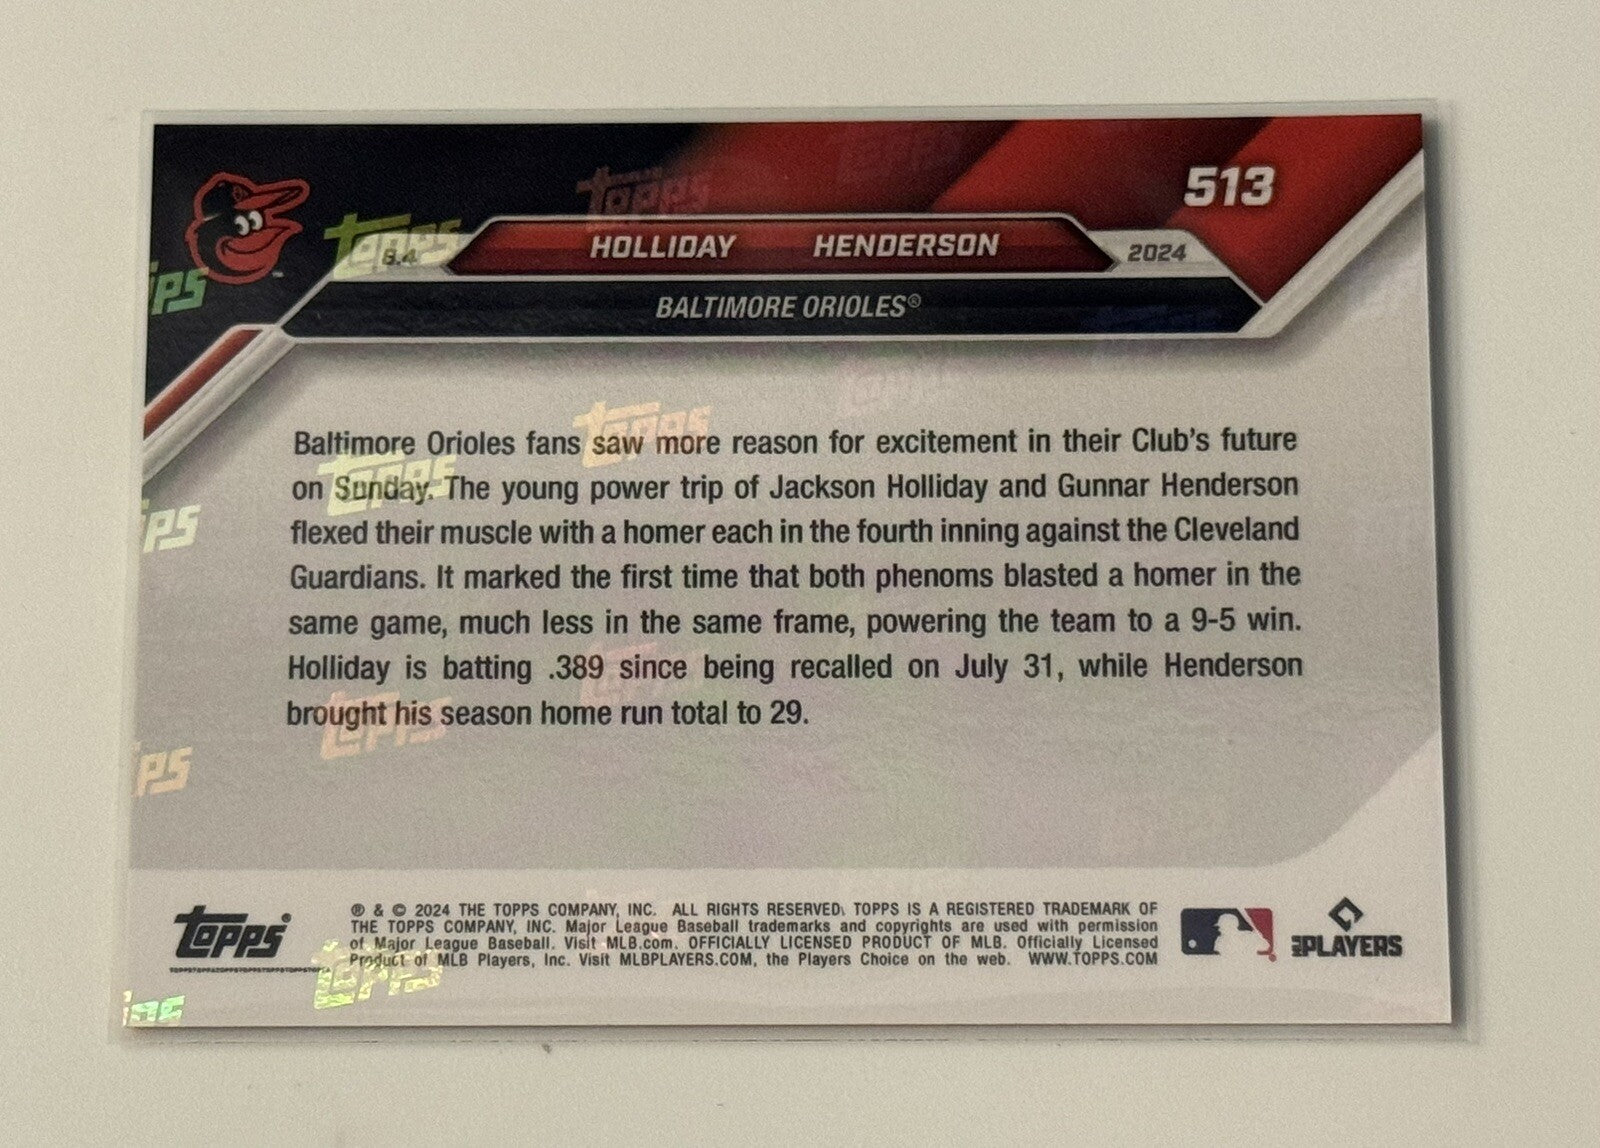 513
HOLLIDAY HENDERSON
8.4 2024
BALTIMORE ORIOLES®
Baltimore Orioles fans saw more reason for excitement in their Club's future
on Sunday. The young power trip of Jackson Holliday and Gunnar Henderson
flexed their muscle with a homer each in the fourth inning against the Cleveland
Guardians. It marked the first time that both phenoms blasted a homer in the
same game, much less in the same frame, powering the team to a 9-5 win.
Holliday is batting .389 since being recalled on July 31, while Henderson
brought his season home run total to 29.
Topps®
® & © 2024 THE TOPPS COMPANY, INC. ALL RIGHTS RESERVED. TOPPS IS A REGISTERED TRADEMARK OF
THE TOPPS COMPANY, INC. Major League Baseball trademarks and copyrights are used with permission
of Major League Baseball. Visit MLB.com. OFFICIALLY LICENSED PRODUCT OF MLB. Officially Licensed
Product of MLB Players, Inc. Visit MLBPLAYERS.COM, the Players Choice on the web. WWW.TOPPS.COM
MLB PLAYERS